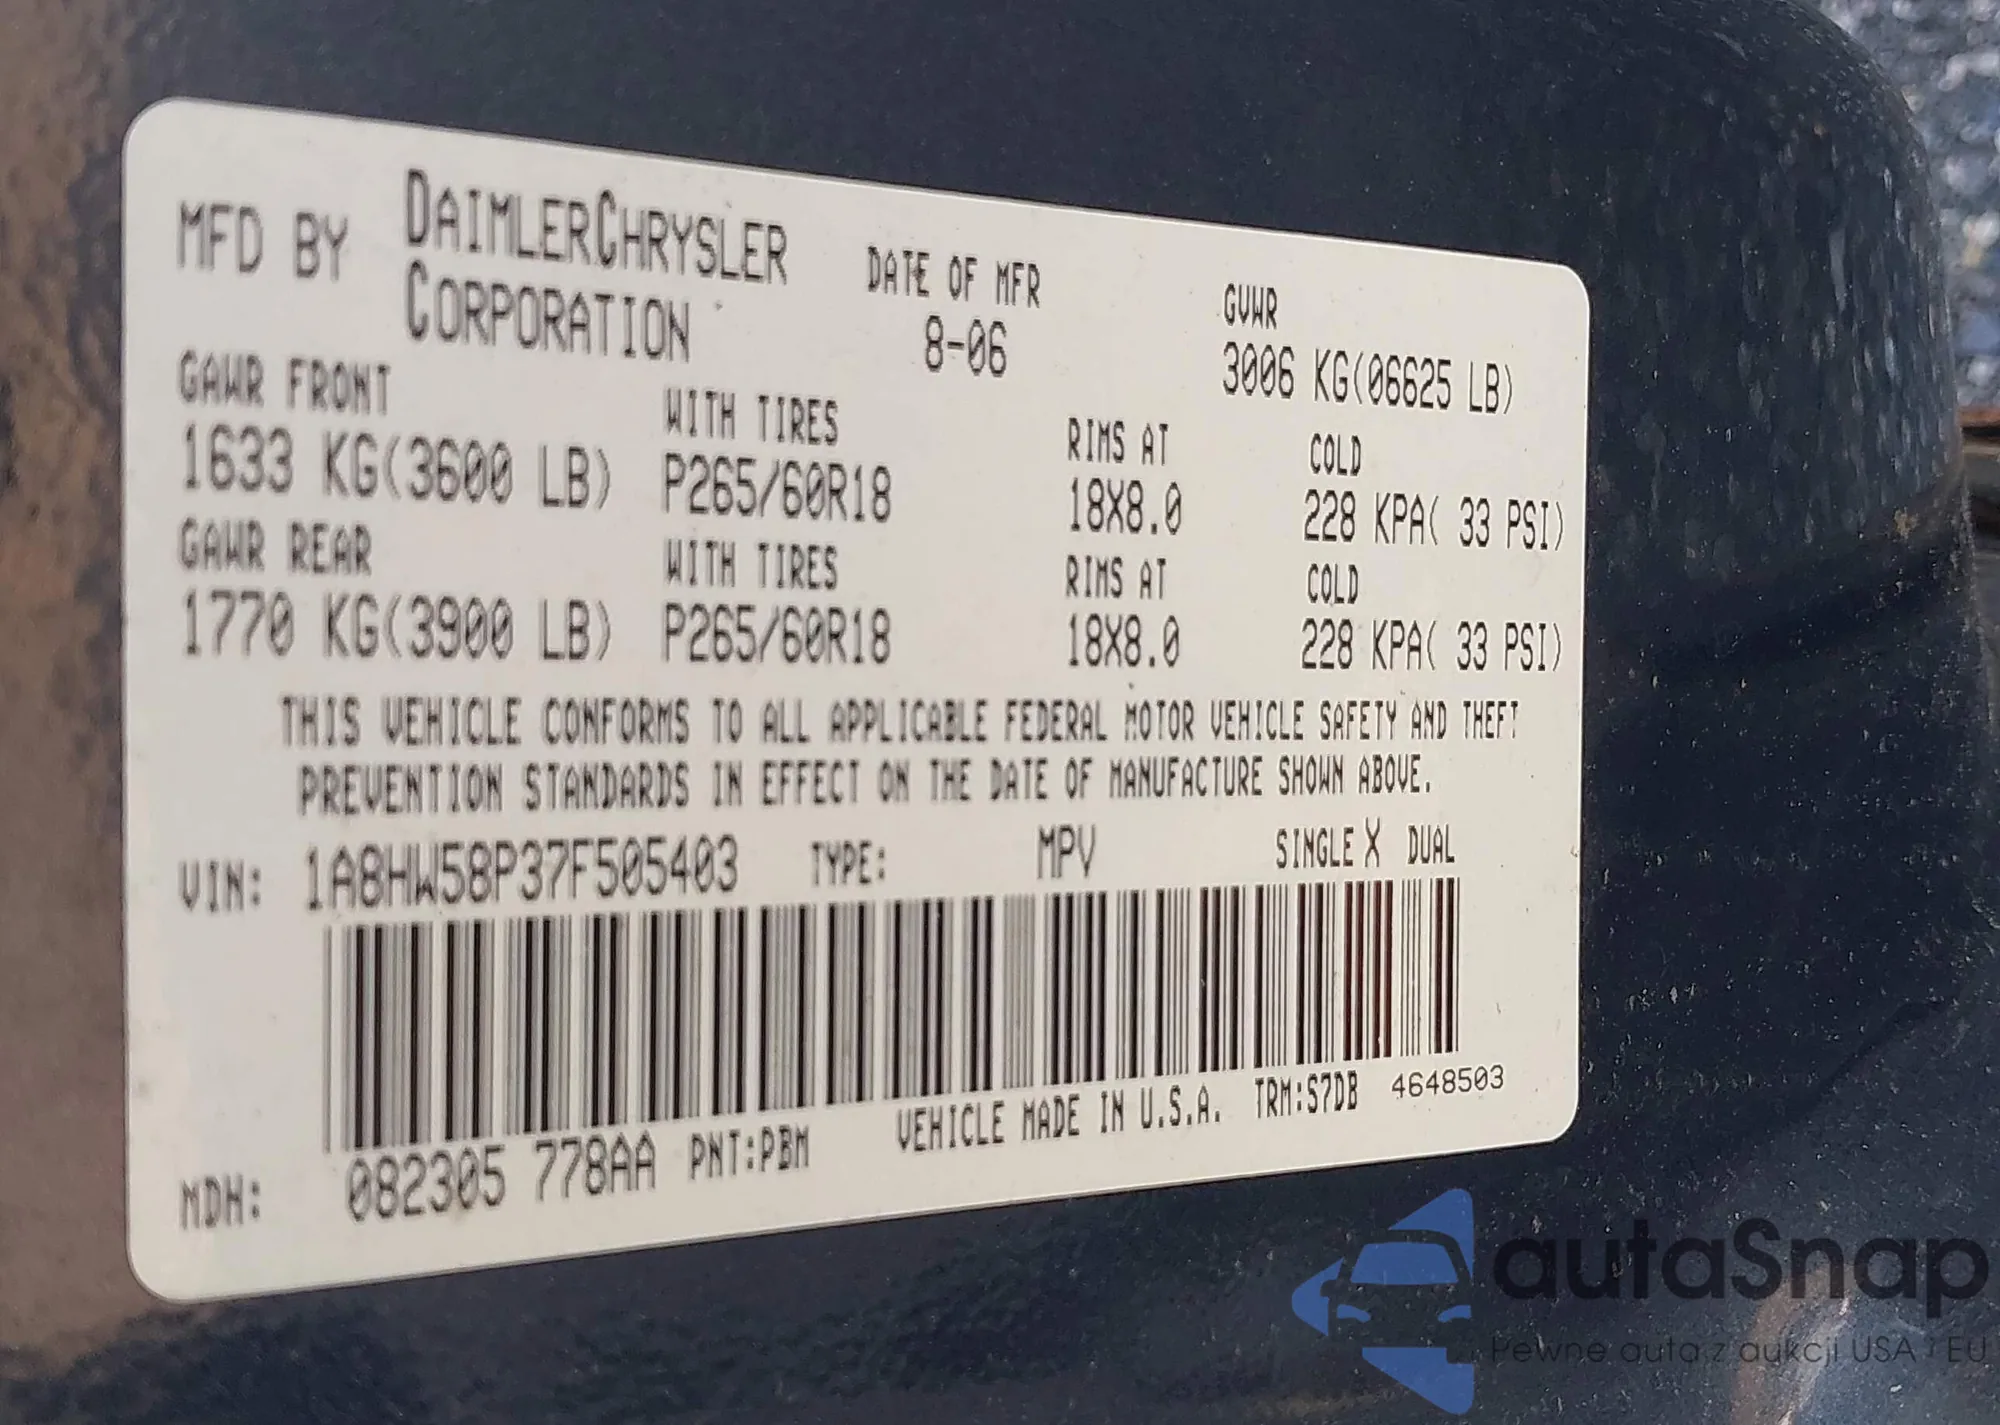 MFD BY DAIMLERCHRYSLER CORPORATION
DATE OF MFR
8-06
GVWR
3006 KG(06625 LB)
GAWR FRONT WITH TIRES RIMS AT COLD
1633 KG(3600 LB) P265/60R18 18X8.0 228 KPA( 33 PSI)
GAWR REAR WITH TIRES RIMS AT COLD
1770 KG(3900 LB) P265/60R18 18X8.0 228 KPA( 33 PSI)
THIS VEHICLE CONFORMS TO ALL APPLICABLE FEDERAL MOTOR VEHICLE SAFETY AND THEFT
PREVENTION STANDARDS IN EFFECT ON THE DATE OF MANUFACTURE SHOWN ABOVE.
VIN: 1A8HW58P37F505403 TYPE: MPV SINGLE X DUAL
MDH: 082305 778AA PNT:PBM VEHICLE MADE IN U.S.A. TRM:S7DB 4648503
autaSnap
Pewne auta z aukcji USA i EU